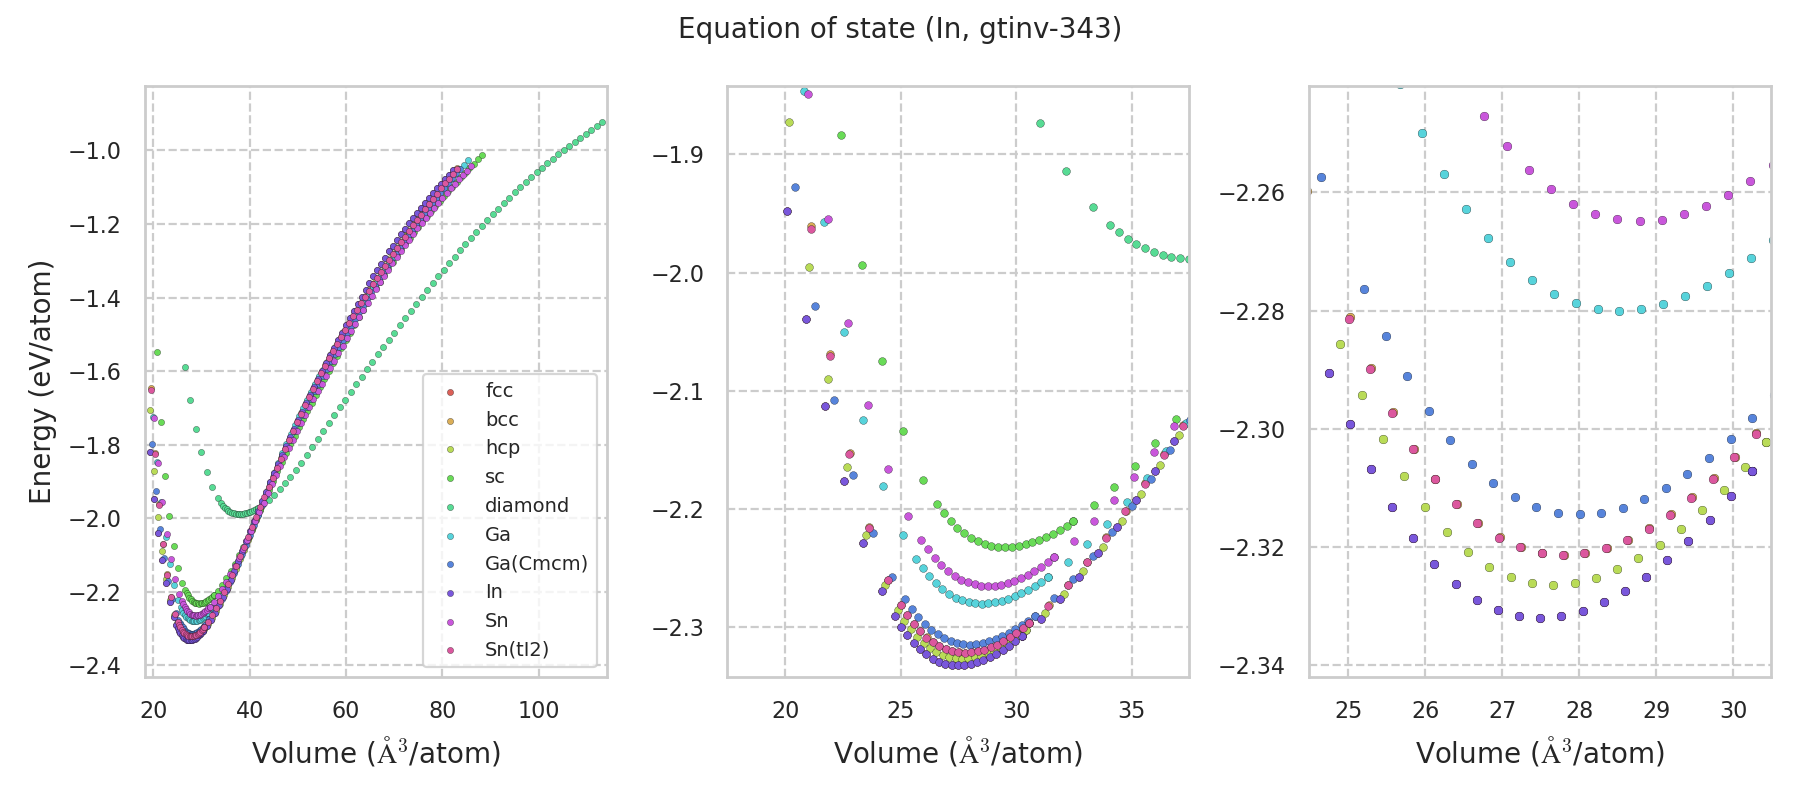 Equation of state (In, gtinv-343)
Energy (eV/atom)
−1.0
−1.2
−1.4
−1.6
−1.8
−2.0
−2.2
−2.4
20 40 60 80 100
Volume (Å³/atom)
fcc
bcc
hcp
sc
diamond
Ga
Ga(Cmcm)
In
Sn
Sn(tI2)
−1.9
−2.0
−2.1
−2.2
−2.3
20 25 30 35
Volume (Å³/atom)
−2.26
−2.28
−2.30
−2.32
−2.34
25 26 27 28 29 30
Volume (Å³/atom)